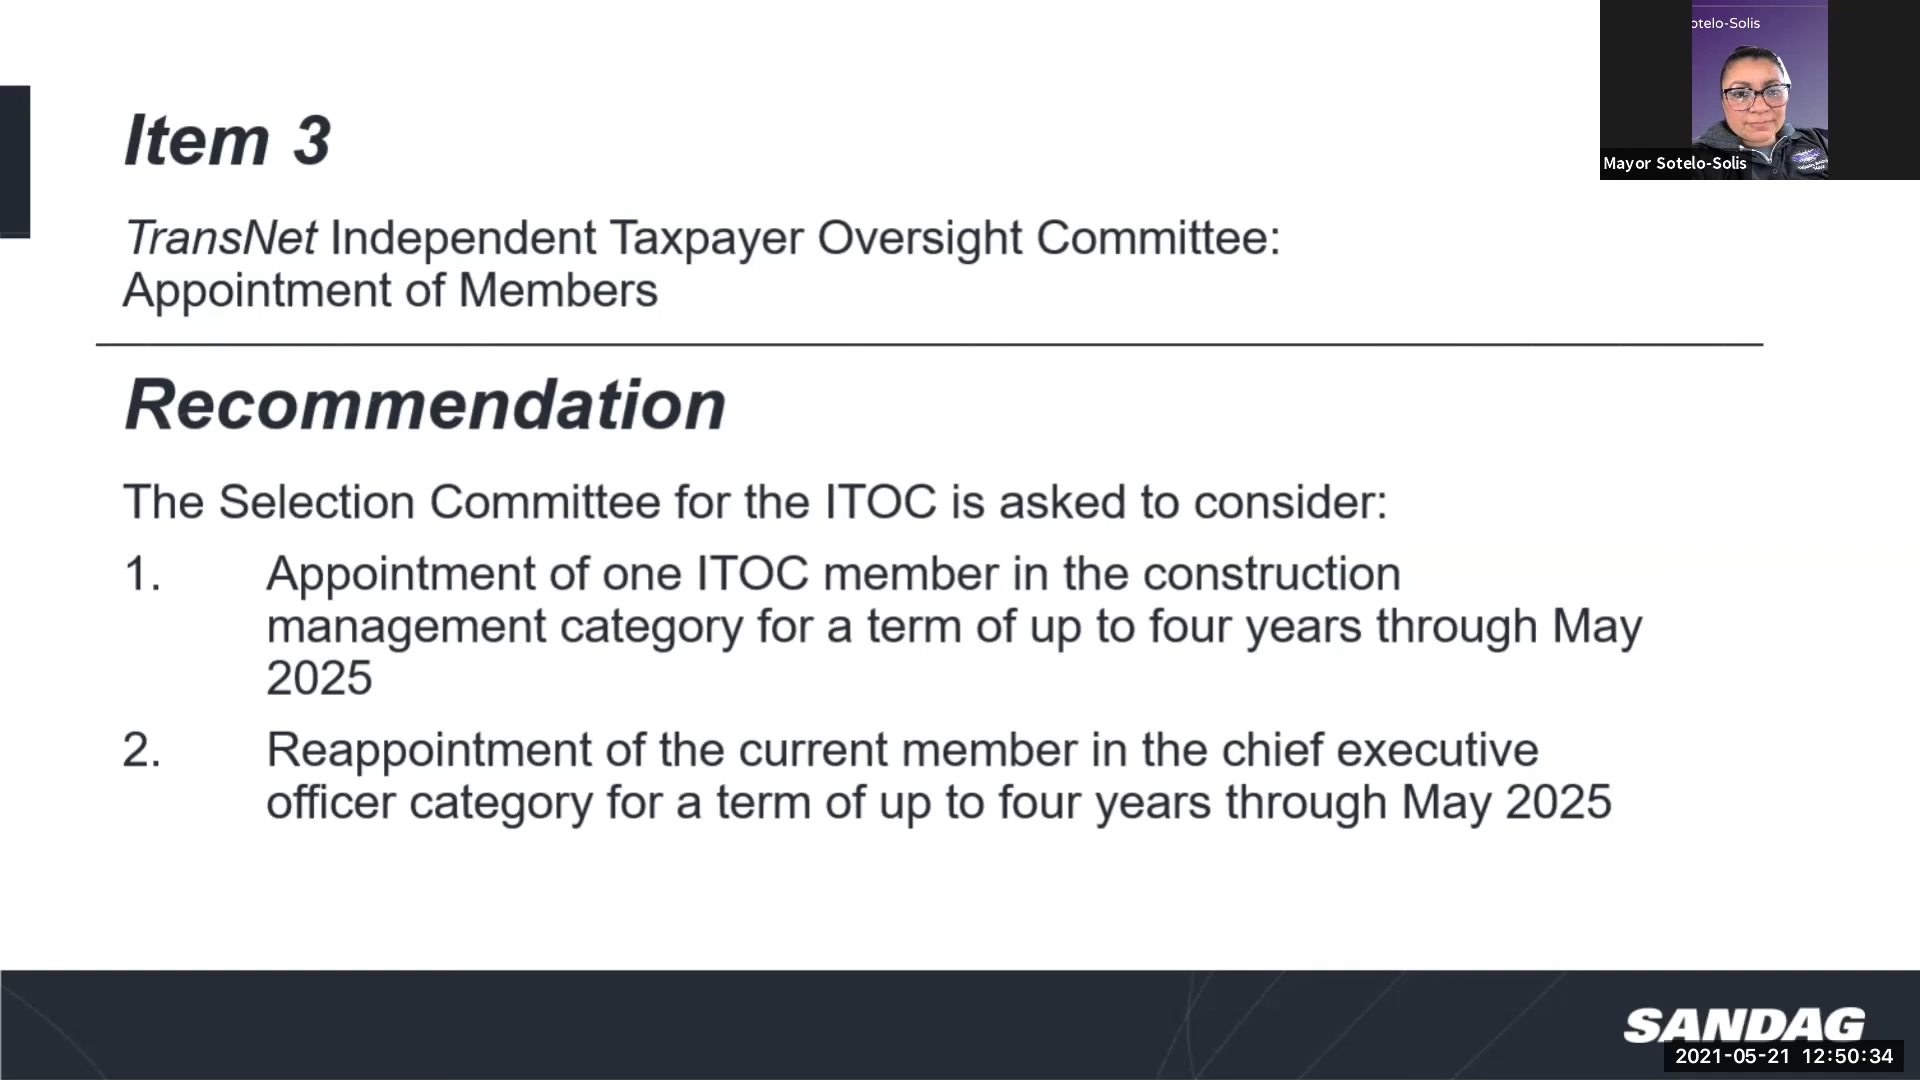 otelo-Solis
Mayor Sotelo-Solis
Item 3
TransNet Independent Taxpayer Oversight Committee:
Appointment of Members
Recommendation
The Selection Committee for the ITOC is asked to consider:
1. Appointment of one ITOC member in the construction
management category for a term of up to four years through May
2025
2. Reappointment of the current member in the chief executive
officer category for a term of up to four years through May 2025
SANDAG
2021-05-21 12:50:34